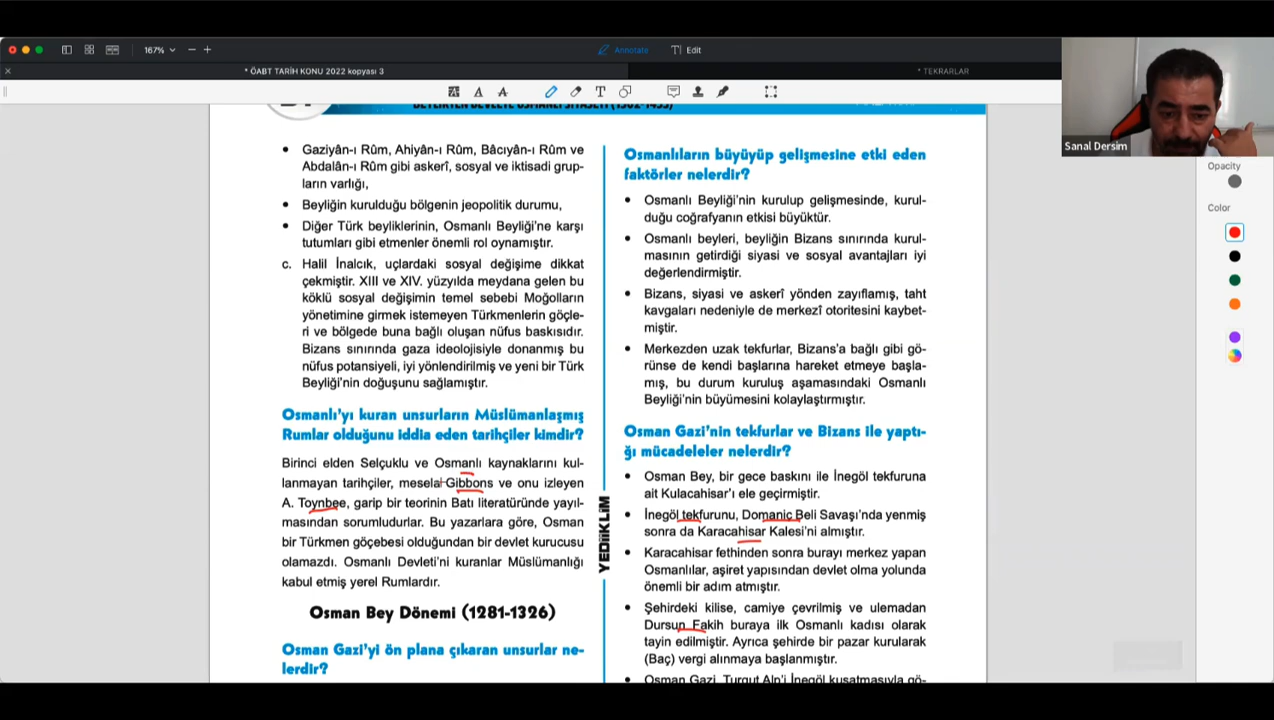 167%
Annotate
Edit
* ÖABT TARİH KONU 2022 kopyası 3
* TEKRARLAR
BEYLİKTEN DEVLETE OSMANLI SİYASETİ (1302-1453)
• Gaziyân-ı Rûm, Ahiyân-ı Rûm, Bâcıyân-ı Rûm ve
Abdalân-ı Rûm gibi askerî, sosyal ve iktisadi grup-
ların varlığı,
• Beyliğin kurulduğu bölgenin jeopolitik durumu,
• Diğer Türk beyliklerinin, Osmanlı Beyliği'ne karşı
tutumları gibi etmenler önemli rol oynamıştır.
c. Halil İnalcık, uçlardaki sosyal değişime dikkat
çekmiştir. XIII ve XIV. yüzyılda meydana gelen bu
köklü sosyal değişimin temel sebebi Moğolların
yönetimine girmek istemeyen Türkmenlerin göçle-
ri ve bölgede buna bağlı oluşan nüfus baskısıdır.
Bizans sınırında gaza ideolojisiyle donanmış bu
nüfus potansiyeli, iyi yönlendirilmiş ve yeni bir Türk
Beyliği'nin doğuşunu sağlamıştır.
Osmanlı'yı kuran unsurların Müslümanlaşmış
Rumlar olduğunu iddia eden tarihçiler kimdir?
Birinci elden Selçuklu ve Osmanlı kaynaklarını kul-
lanmayan tarihçiler, mesela Gibbons ve onu izleyen
A. Toynbee, garip bir teorinin Batı literatüründe yayıl-
masından sorumludurlar. Bu yazarlara göre, Osman
bir Türkmen göçebesi olduğundan bir devlet kurucusu
olamazdı. Osmanlı Devleti'ni kuranlar Müslümanlığı
kabul etmiş yerel Rumlardır.
Osman Bey Dönemi (1281-1326)
Osman Gazi'yi ön plana çıkaran unsurlar ne-
lerdir?
YEDİİKLİM
Osmanlıların büyüyüp gelişmesine etki eden
faktörler nelerdir?
• Osmanlı Beyliği'nin kurulup gelişmesinde, kurul-
duğu coğrafyanın etkisi büyüktür.
• Osmanlı beyleri, beyliğin Bizans sınırında kurul-
masının getirdiği siyasi ve sosyal avantajları iyi
değerlendirmiştir.
• Bizans, siyasi ve askerî yönden zayıflamış, taht
kavgaları nedeniyle de merkezî otoritesini kaybet-
miştir.
• Merkezden uzak tekfurlar, Bizans'a bağlı gibi gö-
rünse de kendi başlarına hareket etmeye başla-
mış, bu durum kuruluş aşamasındaki Osmanlı
Beyliği'nin büyümesini kolaylaştırmıştır.
Osman Gazi'nin tekfurlar ve Bizans ile yaptı-
ğı mücadeleler nelerdir?
• Osman Bey, bir gece baskını ile İnegöl tekfuruna
ait Kulacahisar'ı ele geçirmiştir.
• İnegöl tekfurunu, Domaniç Beli Savaşı'nda yenmiş
sonra da Karacahisar Kalesi'ni almıştır.
• Karacahisar fethinden sonra burayı merkez yapan
Osmanlılar, aşiret yapısından devlet olma yolunda
önemli bir adım atmıştır.
• Şehirdeki kilise, camiye çevrilmiş ve ulemadan
Dursun Fakih buraya ilk Osmanlı kadısı olarak
tayin edilmiştir. Ayrıca şehirde bir pazar kurularak
(Baç) vergi alınmaya başlanmıştır.
• Osman Gazi, Turgut Alp'i İnegöl kuşatmasıyla gö-
Sanal Dersim
Opacity
Color